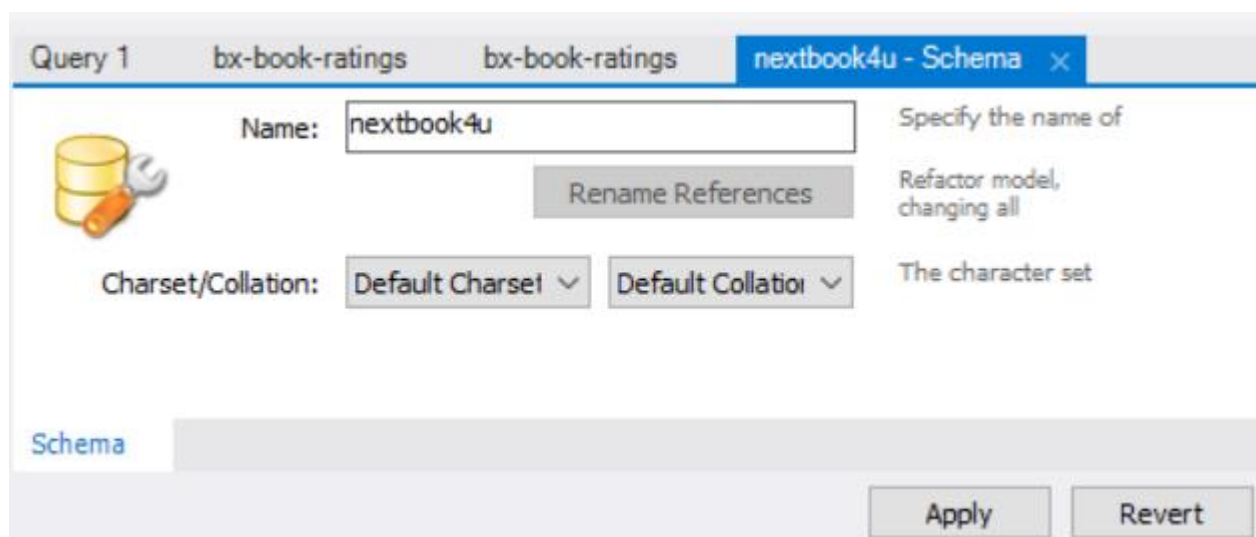 Query 1 bx-book-ratings bx-book-ratings nextbook4u - Schema
Name: nextbook4u Specify the name of
Rename References Refactor model,
changing all
Charset/Collation: Default Charset Default Collation The character set
Schema
Apply Revert